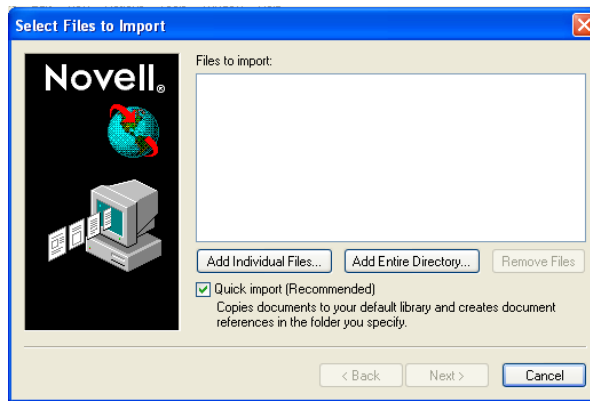 Select Files to Import
Novell®
Files to import:
Add Individual Files...
Add Entire Directory...
Remove Files
Quick import (Recommended)
Copies documents to your default library and creates document
references in the folder you specify.
< Back
Next >
Cancel